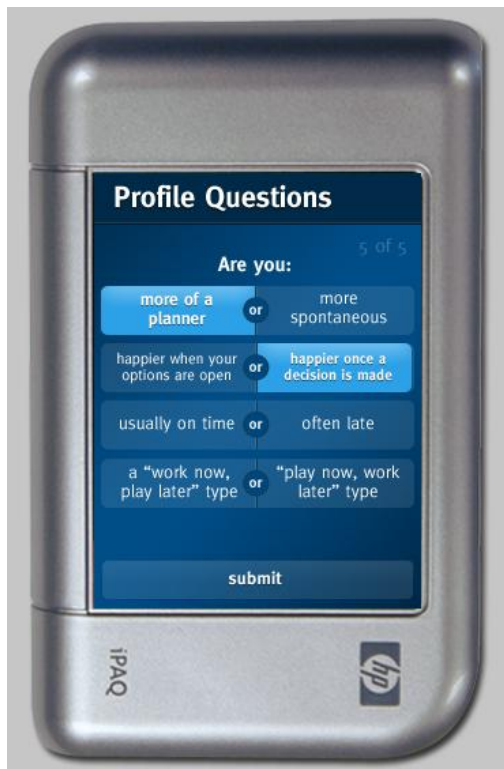 Profile Questions
5 of 5
Are you:
more of a
planner
or
more
spontaneous
happier when your
options are open
or
happier once a
decision is made
usually on time
or
often late
a “work now,
play later” type
or
“play now, work
later” type
submit
iPAQ
hp